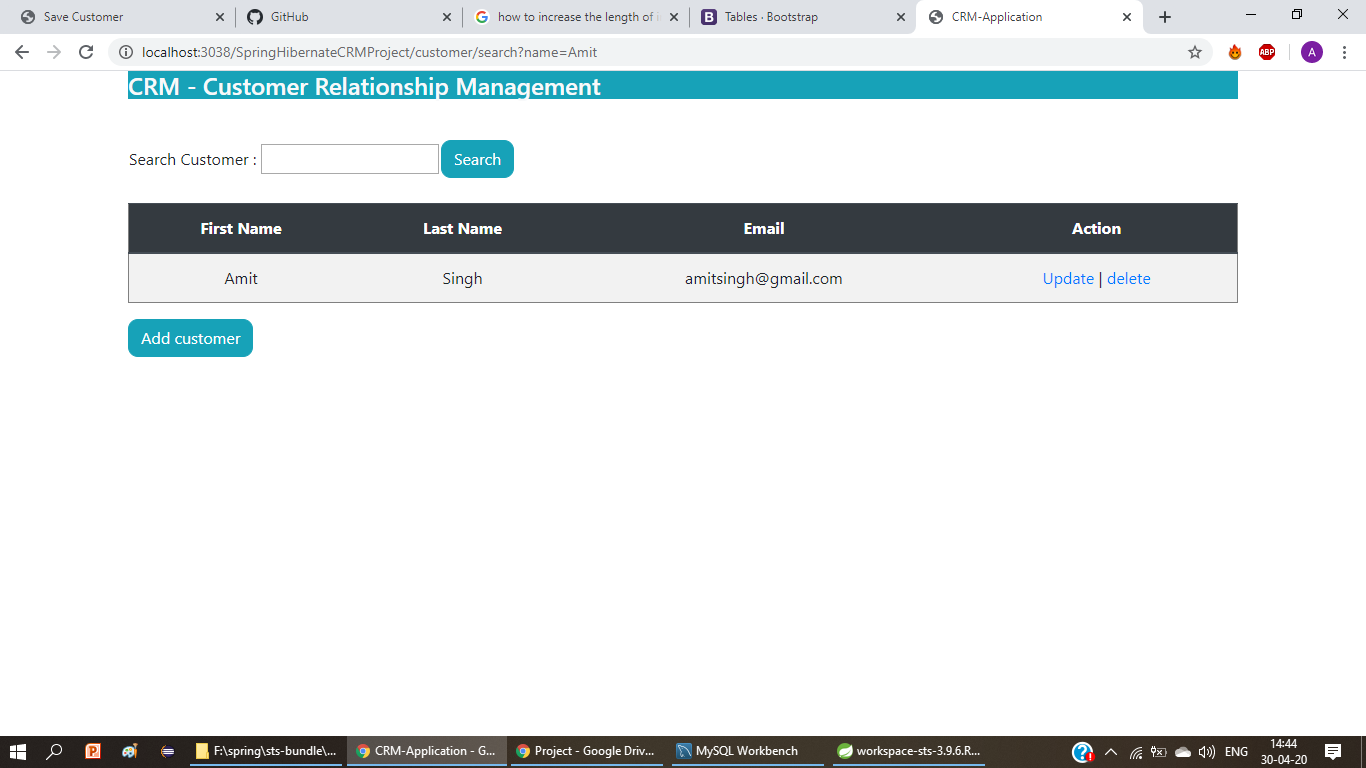 Save Customer
GitHub
how to increase the length of i
Tables · Bootstrap
CRM-Application
localhost:3038/SpringHibernateCRMProject/customer/search?name=Amit
ABP
A
CRM - Customer Relationship Management
Search Customer : Search
First Name Last Name Email Action
Amit Singh amitsingh@gmail.com Update | delete
Add customer
F:\spring\sts-bundle\...
CRM-Application - G...
Project - Google Driv...
MySQL Workbench
workspace-sts-3.9.6.R...
ENG
14:44
30-04-20